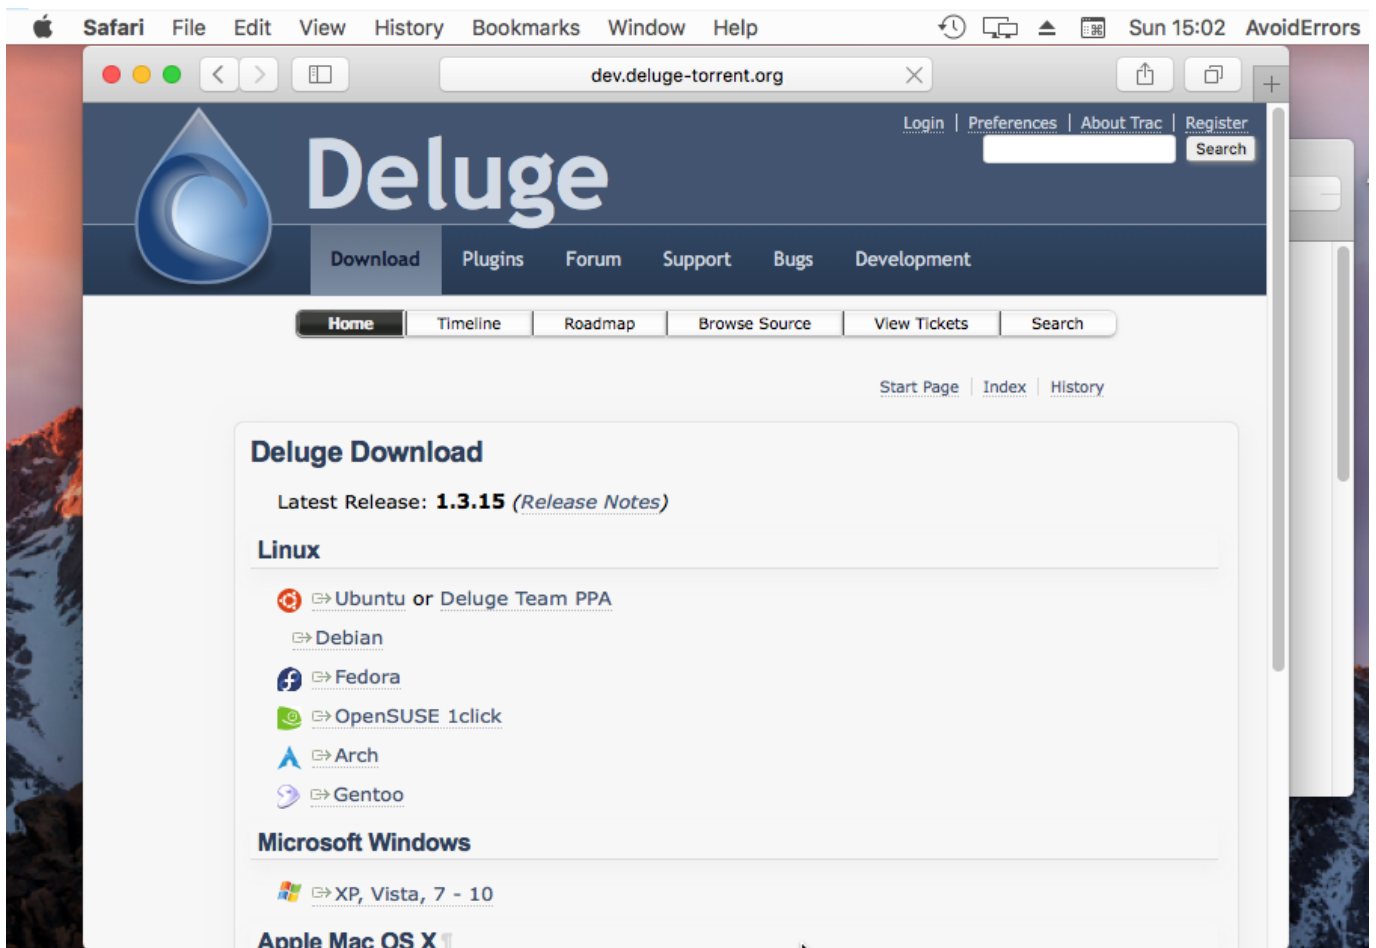 Safari File Edit View History Bookmarks Window Help Sun 15:02 AvoidErrors
dev.deluge-torrent.org
Login Preferences About Trac Register
Search
Deluge
Download Plugins Forum Support Bugs Development
Home Timeline Roadmap Browse Source View Tickets Search
Start Page Index History
Deluge Download
Latest Release: 1.3.15 (Release Notes)
Linux
Ubuntu or Deluge Team PPA
Debian
Fedora
OpenSUSE 1click
Arch
Gentoo
Microsoft Windows
XP, Vista, 7 - 10
Apple Mac OS X ¶